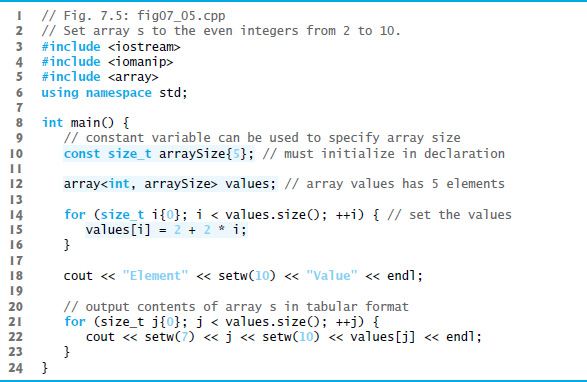 1 // Fig. 7.5: fig07_05.cpp
2 // Set array s to the even integers from 2 to 10.
3 #include <iostream>
4 #include <iomanip>
5 #include <array>
6 using namespace std;
7
8 int main() {
9 // constant variable can be used to specify array size
10 const size_t arraySize{5}; // must initialize in declaration
11
12 array<int, arraySize> values; // array values has 5 elements
13
14 for (size_t i{0}; i < values.size(); ++i) { // set the values
15 values[i] = 2 + 2 * i;
16 }
17
18 cout << "Element" << setw(10) << "Value" << endl;
19
20 // output contents of array s in tabular format
21 for (size_t j{0}; j < values.size(); ++j) {
22 cout << setw(7) << j << setw(10) << values[j] << endl;
23 }
24 }